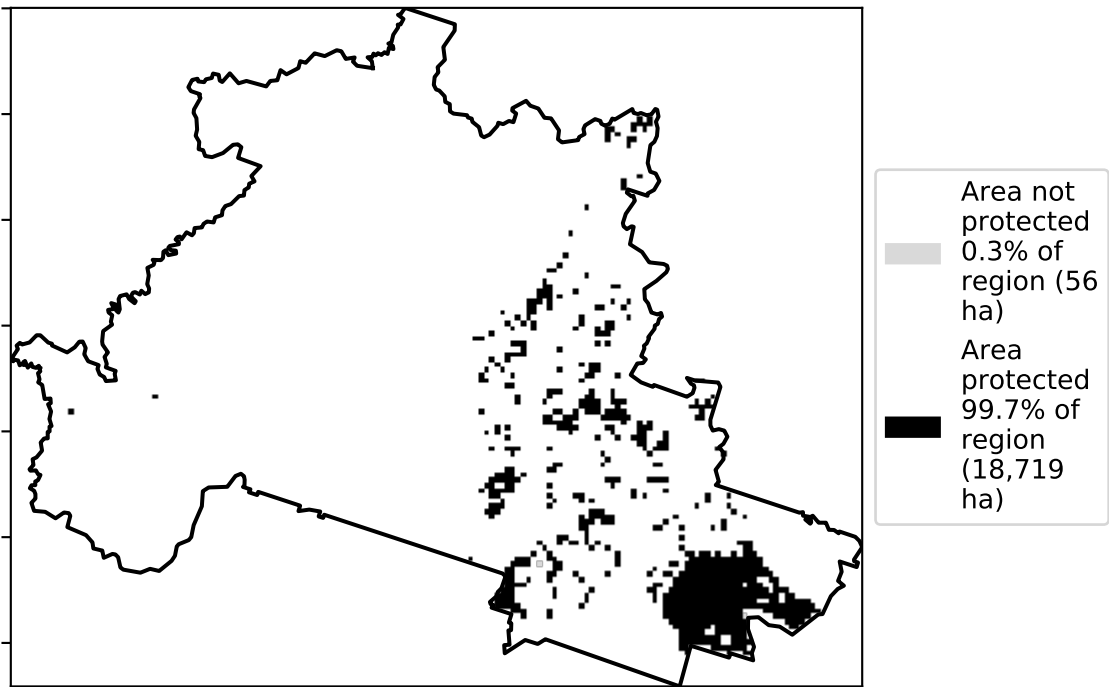 Area not
protected
0.3% of
region (56
ha)
Area
protected
99.7% of
region
(18,719
ha)